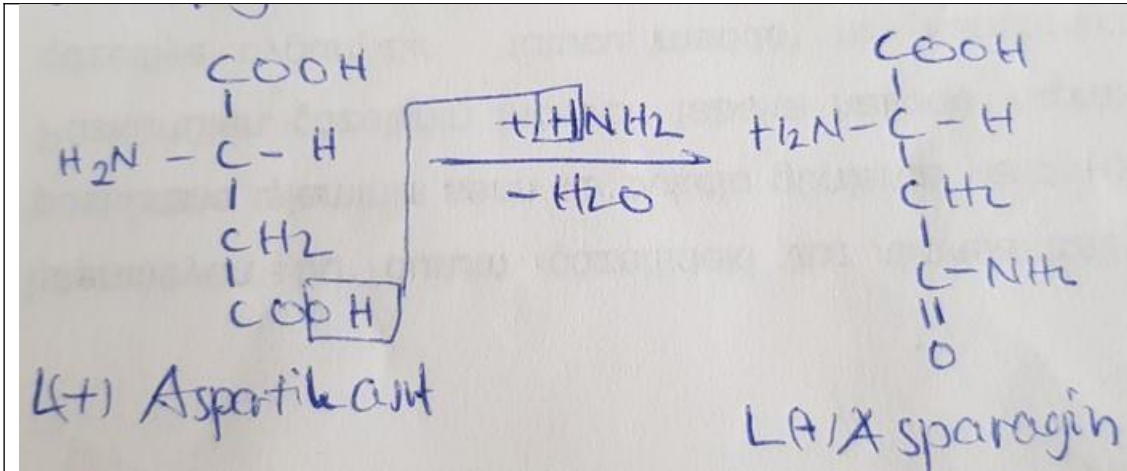 COOH
H₂N - C - H
CH2
COOH
L(+) Aspartik asit
+ HNH2
- H2O
COOH
H2N - C - H
CH2
C - NH2
O
Asparagin